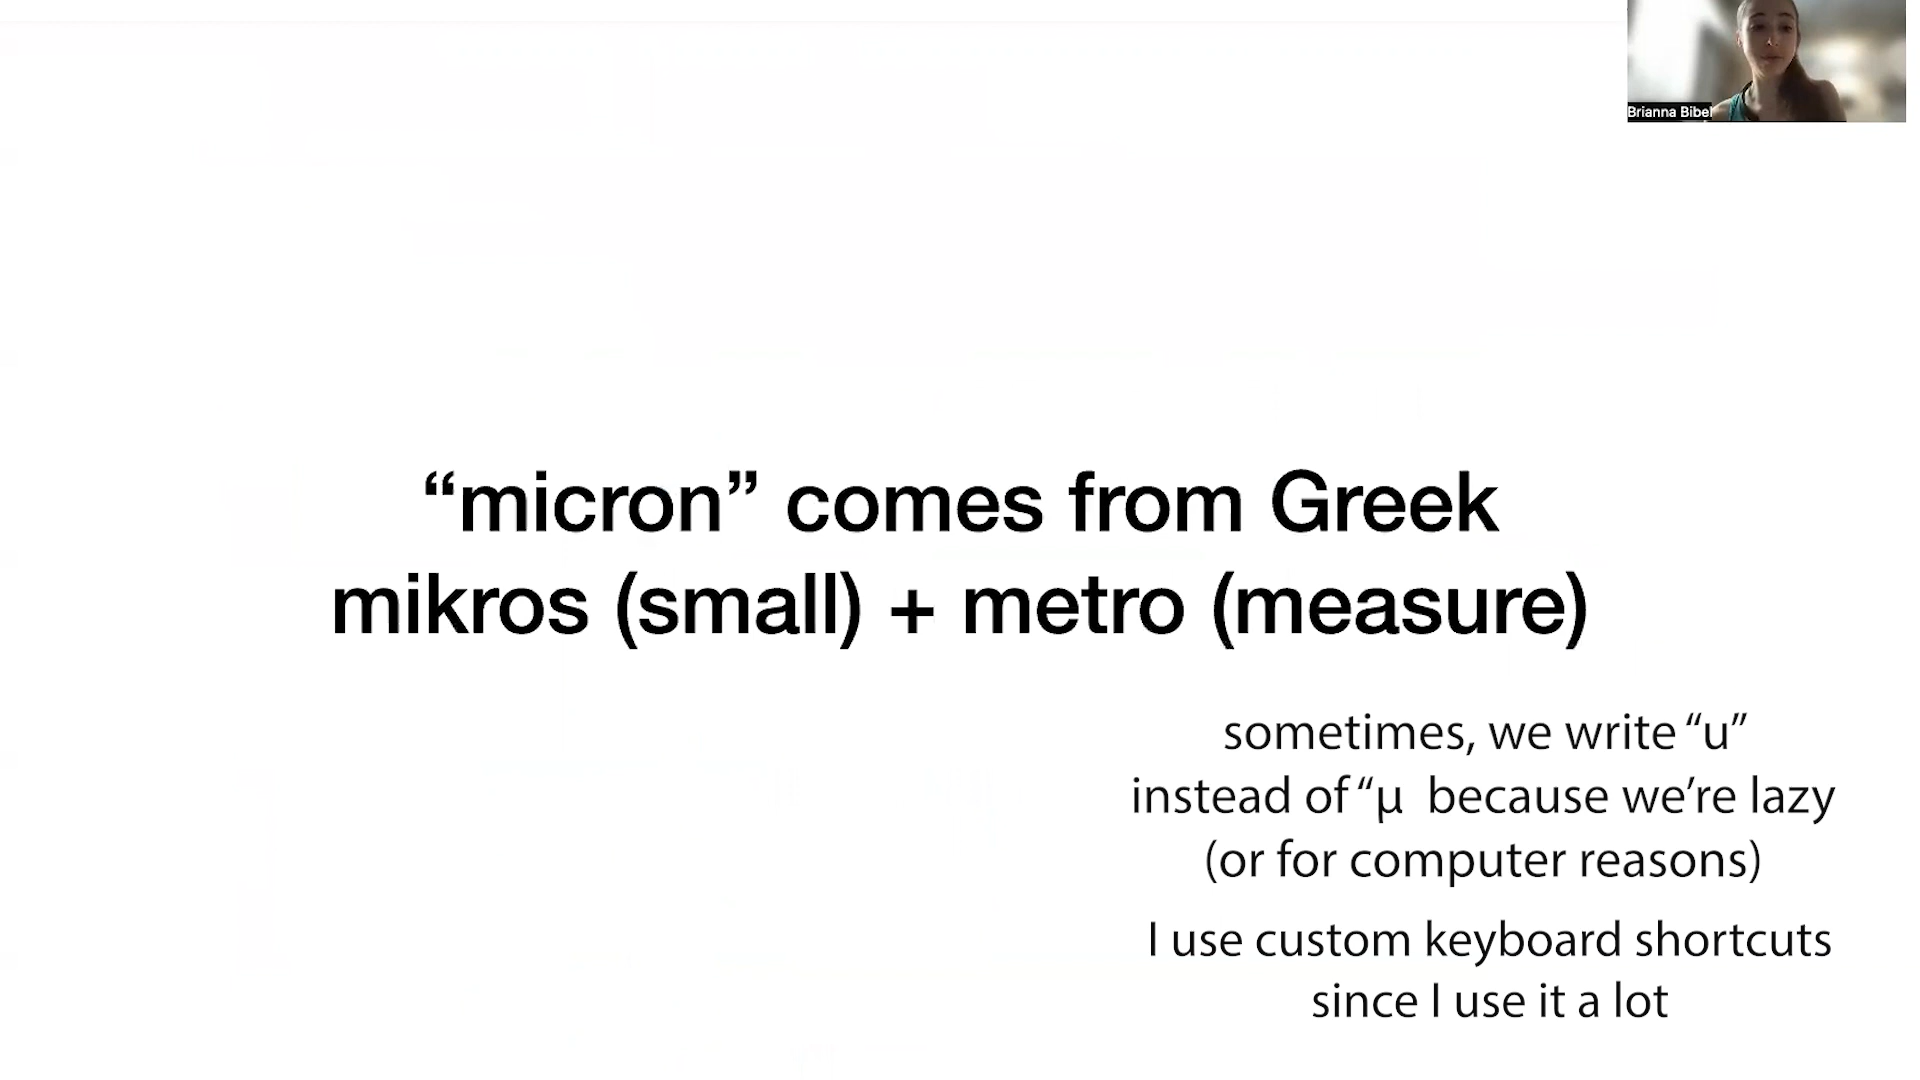 Brianna Bibel
“micron” comes from Greek
mikros (small) + metro (measure)
sometimes, we write “u”
instead of “µ because we’re lazy
(or for computer reasons)
I use custom keyboard shortcuts
since I use it a lot